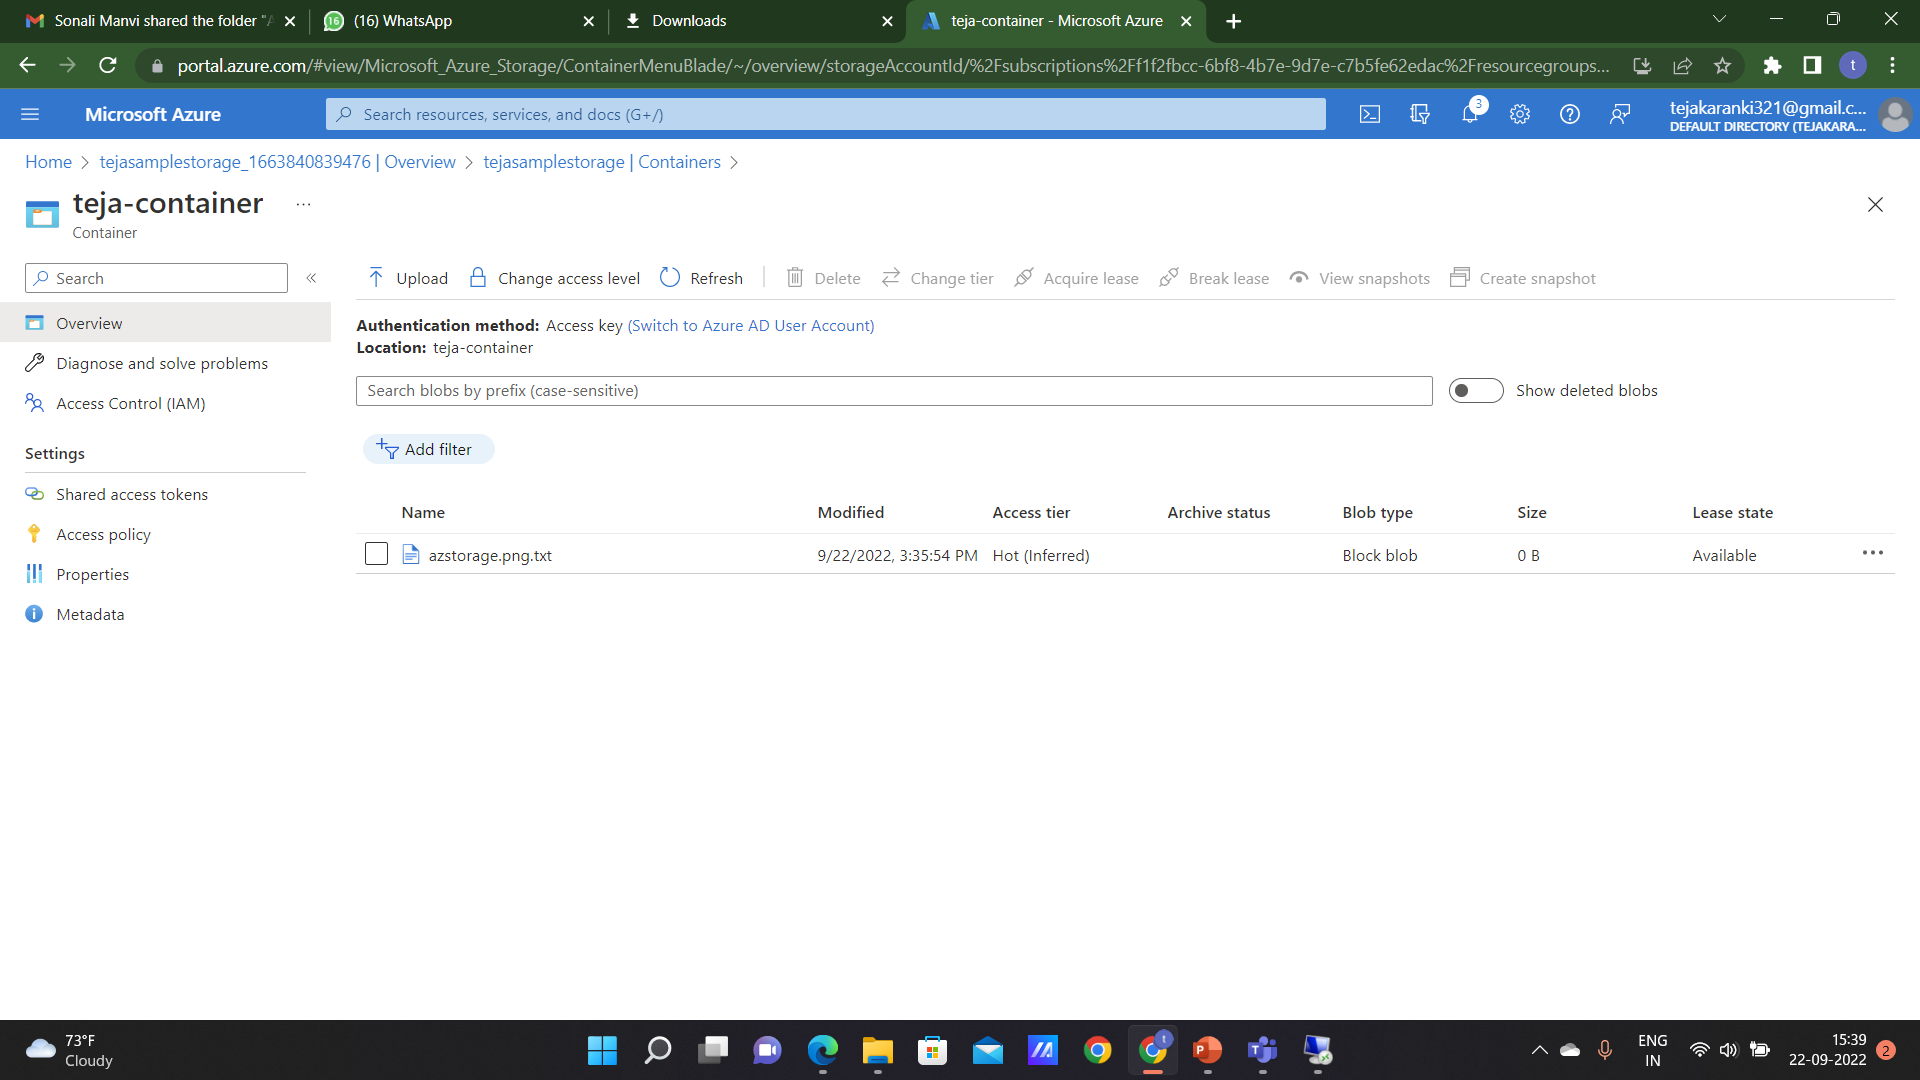 Sonali Manvi shared the folder "A
(16) WhatsApp
Downloads
teja-container - Microsoft Azure
portal.azure.com/#view/Microsoft_Azure_Storage/ContainerMenuBlade/~/overview/storageAccountId/%2Fsubscriptions%2Ff1f2fbcc-6bf8-4b7e-9d7e-c7b5fe62edac%2Fresourcegroups...
t
Microsoft Azure
Search resources, services, and docs (G+/)
3
tejakaranki321@gmail.c...
DEFAULT DIRECTORY (TEJAKARA...
Home > tejasamplestorage_1663840839476 | Overview > tejasamplestorage | Containers >
teja-container ...
Container
Search
«
Upload Change access level Refresh Delete Change tier Acquire lease Break lease View snapshots Create snapshot
Overview
Diagnose and solve problems
Access Control (IAM)
Settings
Shared access tokens
Access policy
Properties
Metadata
Authentication method: Access key (Switch to Azure AD User Account)
Location: teja-container
Search blobs by prefix (case-sensitive)
Show deleted blobs
Add filter
Name Modified Access tier Archive status Blob type Size Lease state
azstorage.png.txt 9/22/2022, 3:35:54 PM Hot (Inferred) Block blob 0 B Available ...
73°F
Cloudy
ENG
IN
15:39
22-09-2022
2